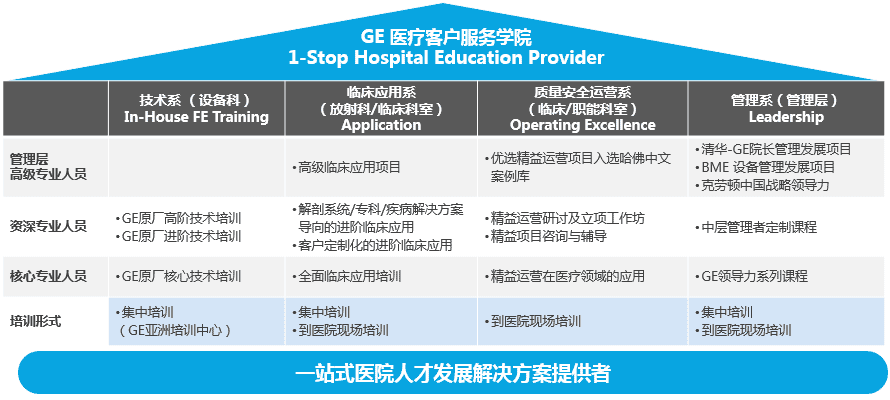 GE 医疗客户服务学院
1-Stop Hospital Education Provider
技术系 （设备科）
In-House FE Training
临床应用系
（放射科/临床科室）
Application
质量安全运营系
（临床/职能科室）
Operating Excellence
管理系（管理层）
Leadership
管理层
高级专业人员
•高级临床应用项目
•优选精益运营项目入选哈佛中文
案例库
•清华-GE院长管理发展项目
•BME 设备管理发展项目
•克劳顿中国战略领导力
资深专业人员
•GE原厂高阶技术培训
•GE原厂进阶技术培训
•解剖系统/专科/疾病解决方案
导向的进阶临床应用
•客户定制化的进阶临床应用
•精益运营研讨及立项工作坊
•精益项目咨询与辅导
•中层管理者定制课程
核心专业人员
•GE原厂核心技术培训
•全面临床应用培训
•精益运营在医疗领域的应用
•GE领导力系列课程
培训形式
•集中培训
（GE亚洲培训中心）
•集中培训
•到医院现场培训
•到医院现场培训
•集中培训
•到医院现场培训
一站式医院人才发展解决方案提供者